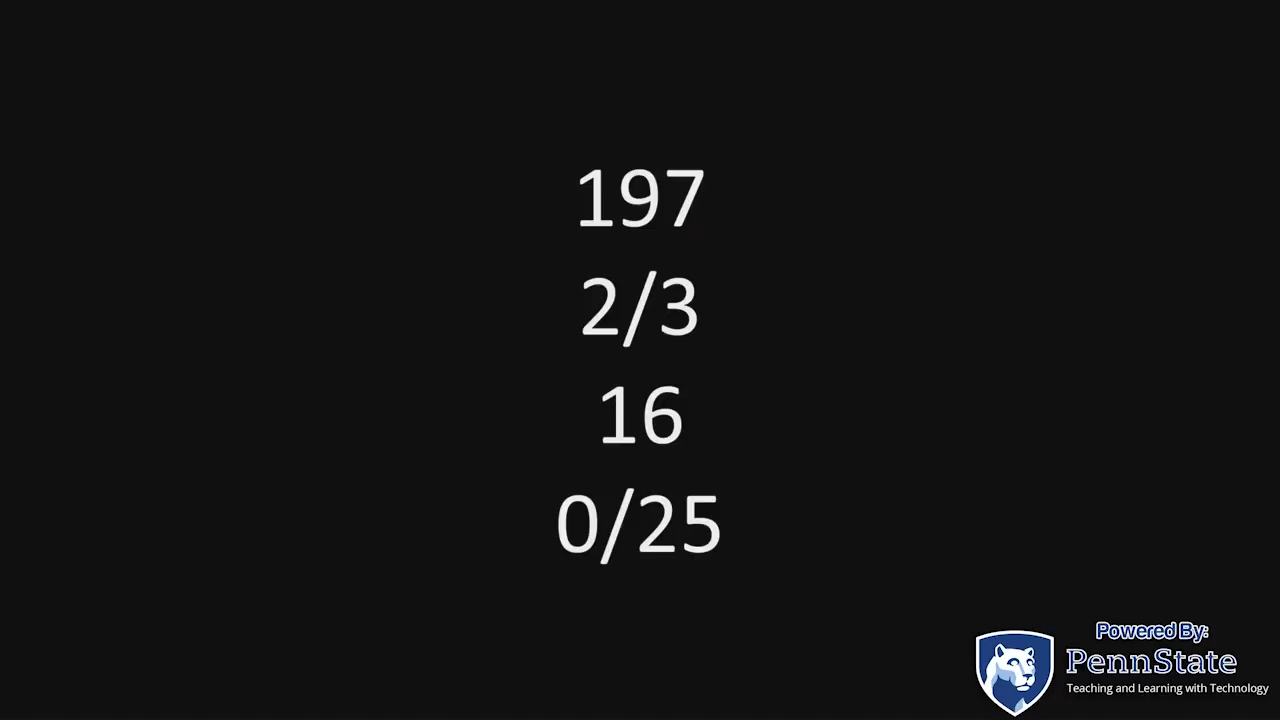 197
2/3
16
0/25
Powered By:
PennState
Teaching and Learning with Technology